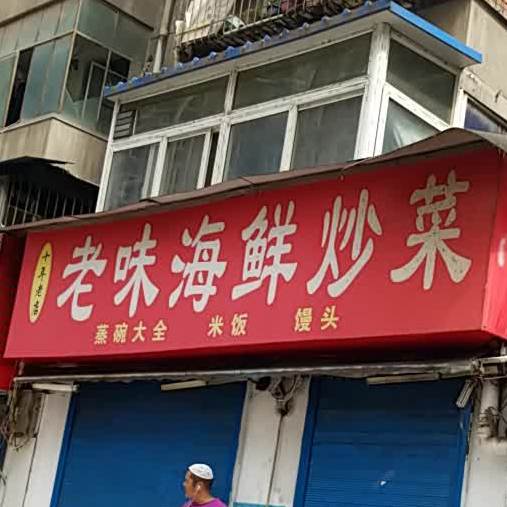 十年老店
老味海鲜炒菜
蒸碗大全 米饭 馒头